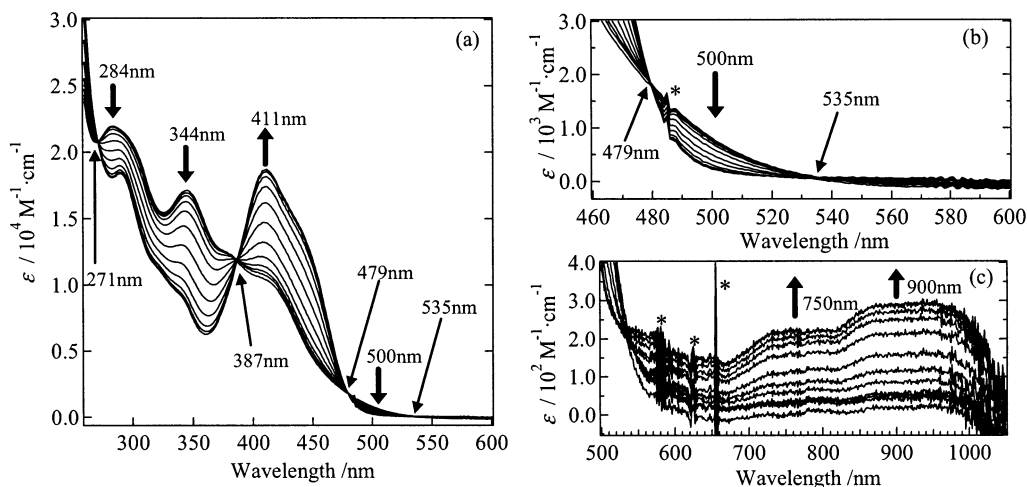 (a)
3.0
2.5
2.0
1.5
1.0
0.5
0.0
ε / 10⁴ M⁻¹·cm⁻¹
284nm
344nm
411nm
271nm
387nm
479nm
535nm
500nm
300
350
400
450
500
550
600
Wavelength /nm
(b)
3.0
2.0
1.0
0.0
ε / 10³ M⁻¹·cm⁻¹
500nm
*
535nm
479nm
460
480
500
520
540
560
580
600
Wavelength /nm
(c)
4.0
3.0
2.0
1.0
0.0
ε / 10² M⁻¹·cm⁻¹
*
*
*
750nm
900nm
500
600
700
800
900
1000
Wavelength /nm